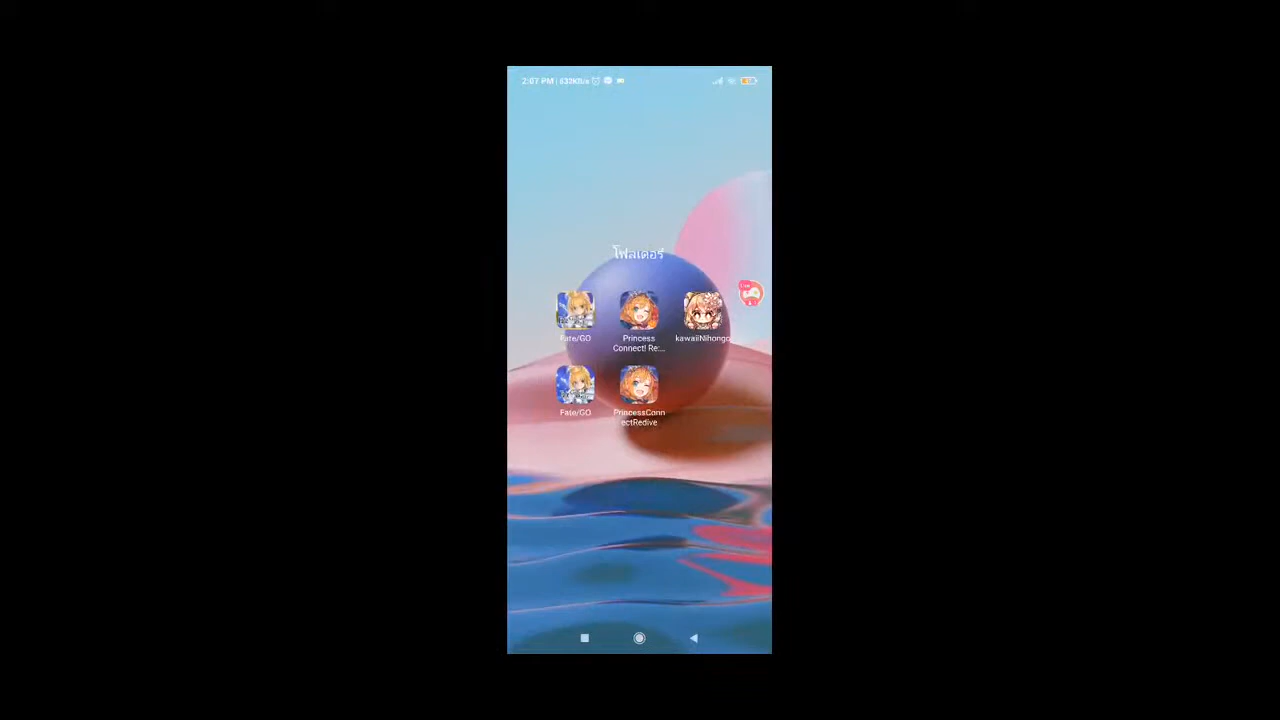 2:07 PM | 632KB/s
โฟลเดอร์
Fate/GO
Princess
Connect! Re:...
kawaiiNihongo
Fate/GO
PrincessConn
ectRedive